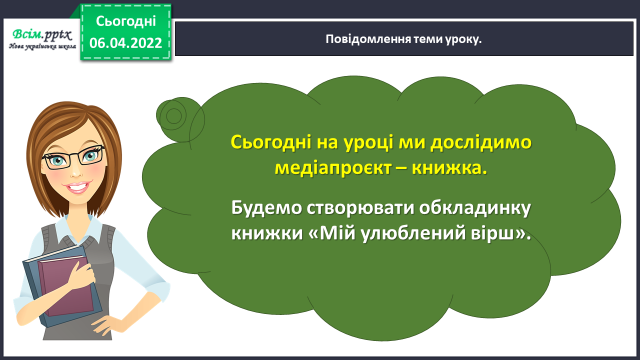 Всім.pptx
Нова українська школа
Сьогодні
06.04.2022
Повідомлення теми уроку.
Сьогодні на уроці ми дослідимо
медіапроєкт – книжка.
Будемо створювати обкладинку
книжки «Мій улюблений вірш».